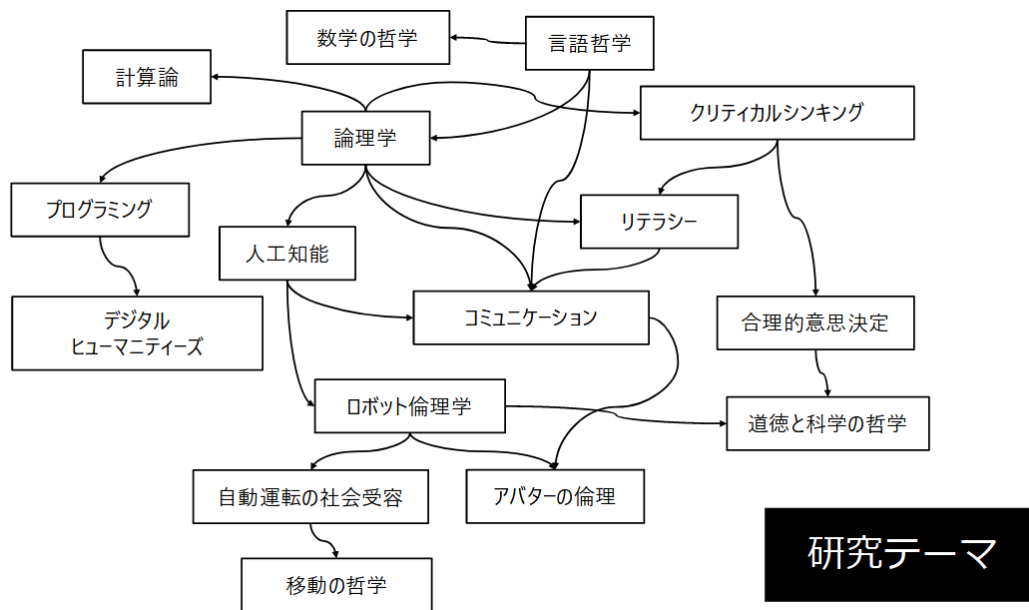 数学の哲学
言語哲学
計算論
クリティカルシンキング
論理学
プログラミング
リテラシー
人工知能
デジタル
ヒューマニティーズ
コミュニケーション
合理的意思決定
ロボット倫理学
道徳と科学の哲学
自動運転の社会受容
アバターの倫理
研究テーマ
移動の哲学